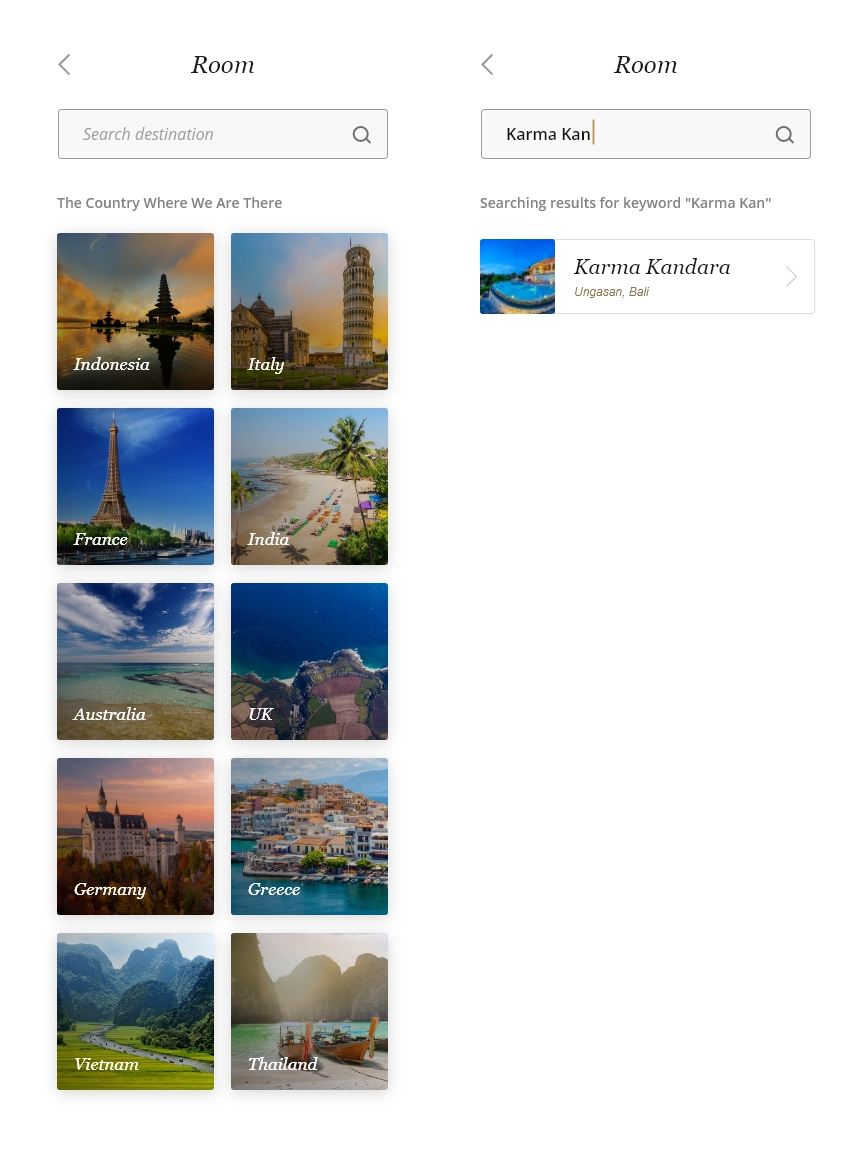 Room
Search destination
The Country Where We Are There
Indonesia
Italy
France
India
Australia
UK
Germany
Greece
Vietnam
Thailand
Room
Karma Kan
Searching results for keyword "Karma Kan"
Karma Kandara
Ungasan, Bali